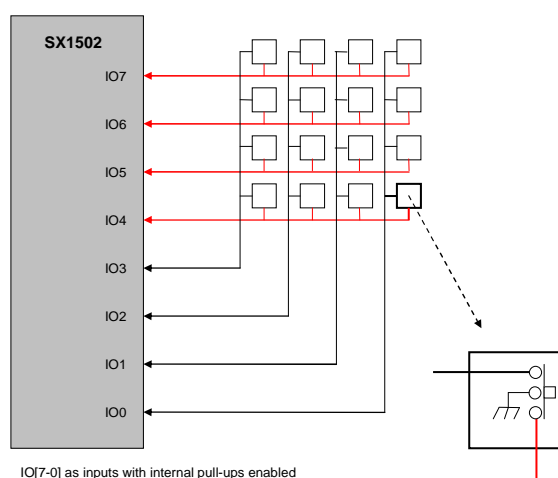 SX1502
IO7
IO6
IO5
IO4
IO3
IO2
IO1
IO0
IO[7-0] as inputs with internal pull-ups enabled